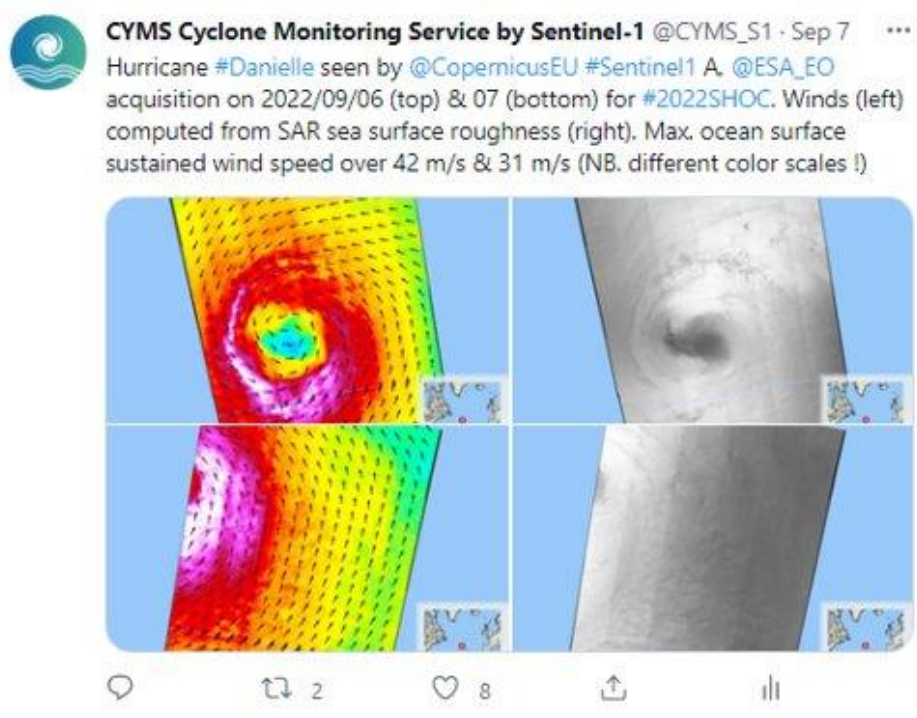 CYMS Cyclone Monitoring Service by Sentinel-1 @CYMS_S1 · Sep 7 ···
Hurricane #Danielle seen by @CopernicusEU #Sentinel1 A, @ESA_EO
acquisition on 2022/09/06 (top) & 07 (bottom) for #2022SHOC. Winds (left)
computed from SAR sea surface roughness (right). Max. ocean surface
sustained wind speed over 42 m/s & 31 m/s (NB. different color scales !)
2 8